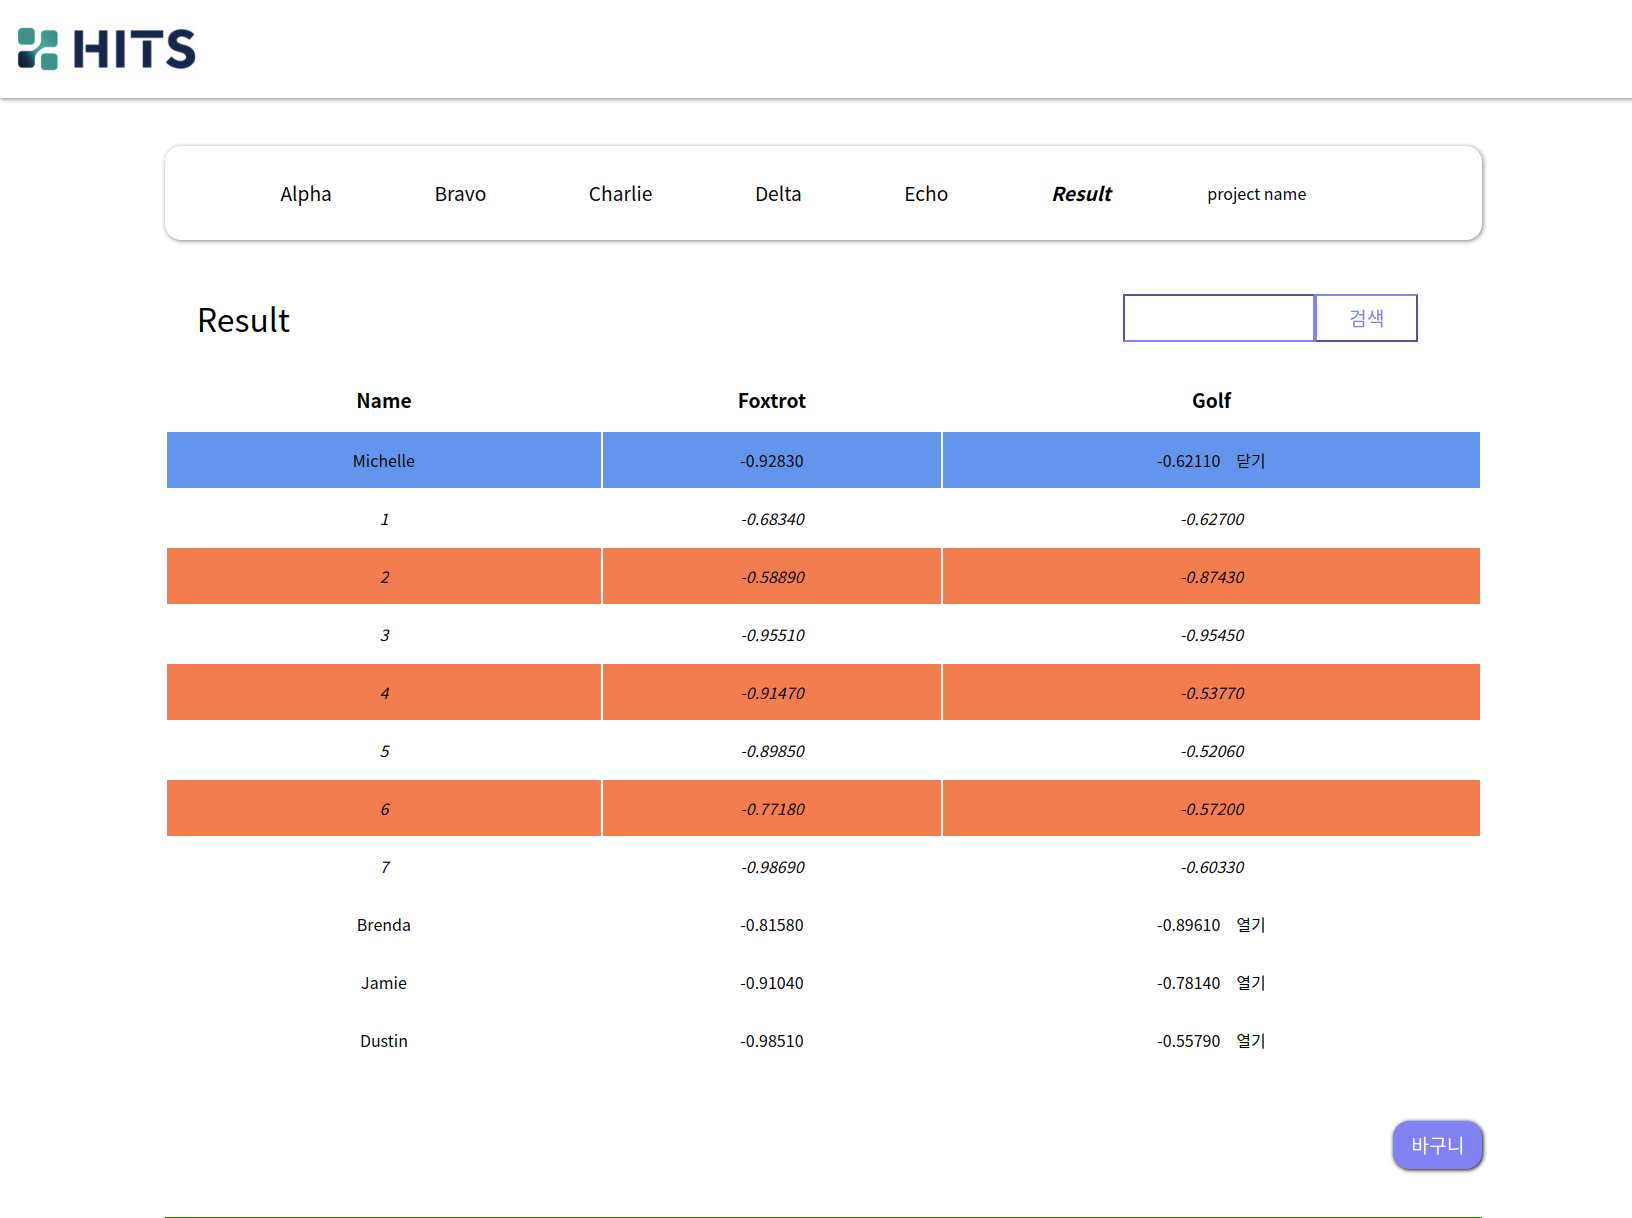 HITS
Alpha Bravo Charlie Delta Echo Result project name
Result 검색
Name Foxtrot Golf
Michelle -0.92830 -0.62110 닫기
1 -0.68340 -0.62700
2 -0.58890 -0.87430
3 -0.95510 -0.95450
4 -0.91470 -0.53770
5 -0.89850 -0.52060
6 -0.77180 -0.57200
7 -0.98690 -0.60330
Brenda -0.81580 -0.89610 열기
Jamie -0.91040 -0.78140 열기
Dustin -0.98510 -0.55790 열기
바구니